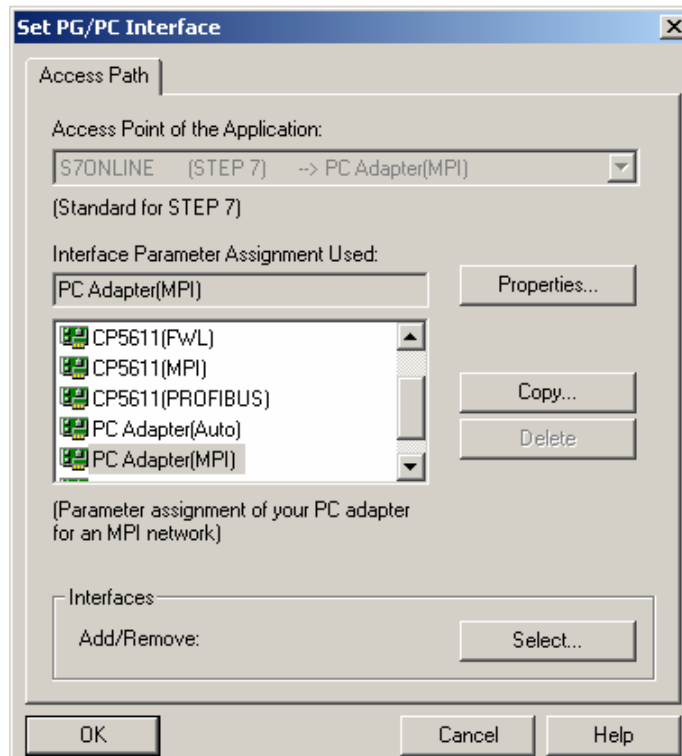 Set PG/PC Interface
Access Path
Access Point of the Application:
S7ONLINE (STEP 7) --> PC Adapter(MPI)
(Standard for STEP 7)
Interface Parameter Assignment Used:
PC Adapter(MPI)
Properties...
CP5611(FWL)
CP5611(MPI)
CP5611(PROFIBUS)
PC Adapter(Auto)
PC Adapter(MPI)
Copy...
Delete
(Parameter assignment of your PC adapter
for an MPI network)
Interfaces
Add/Remove:
Select...
OK
Cancel
Help